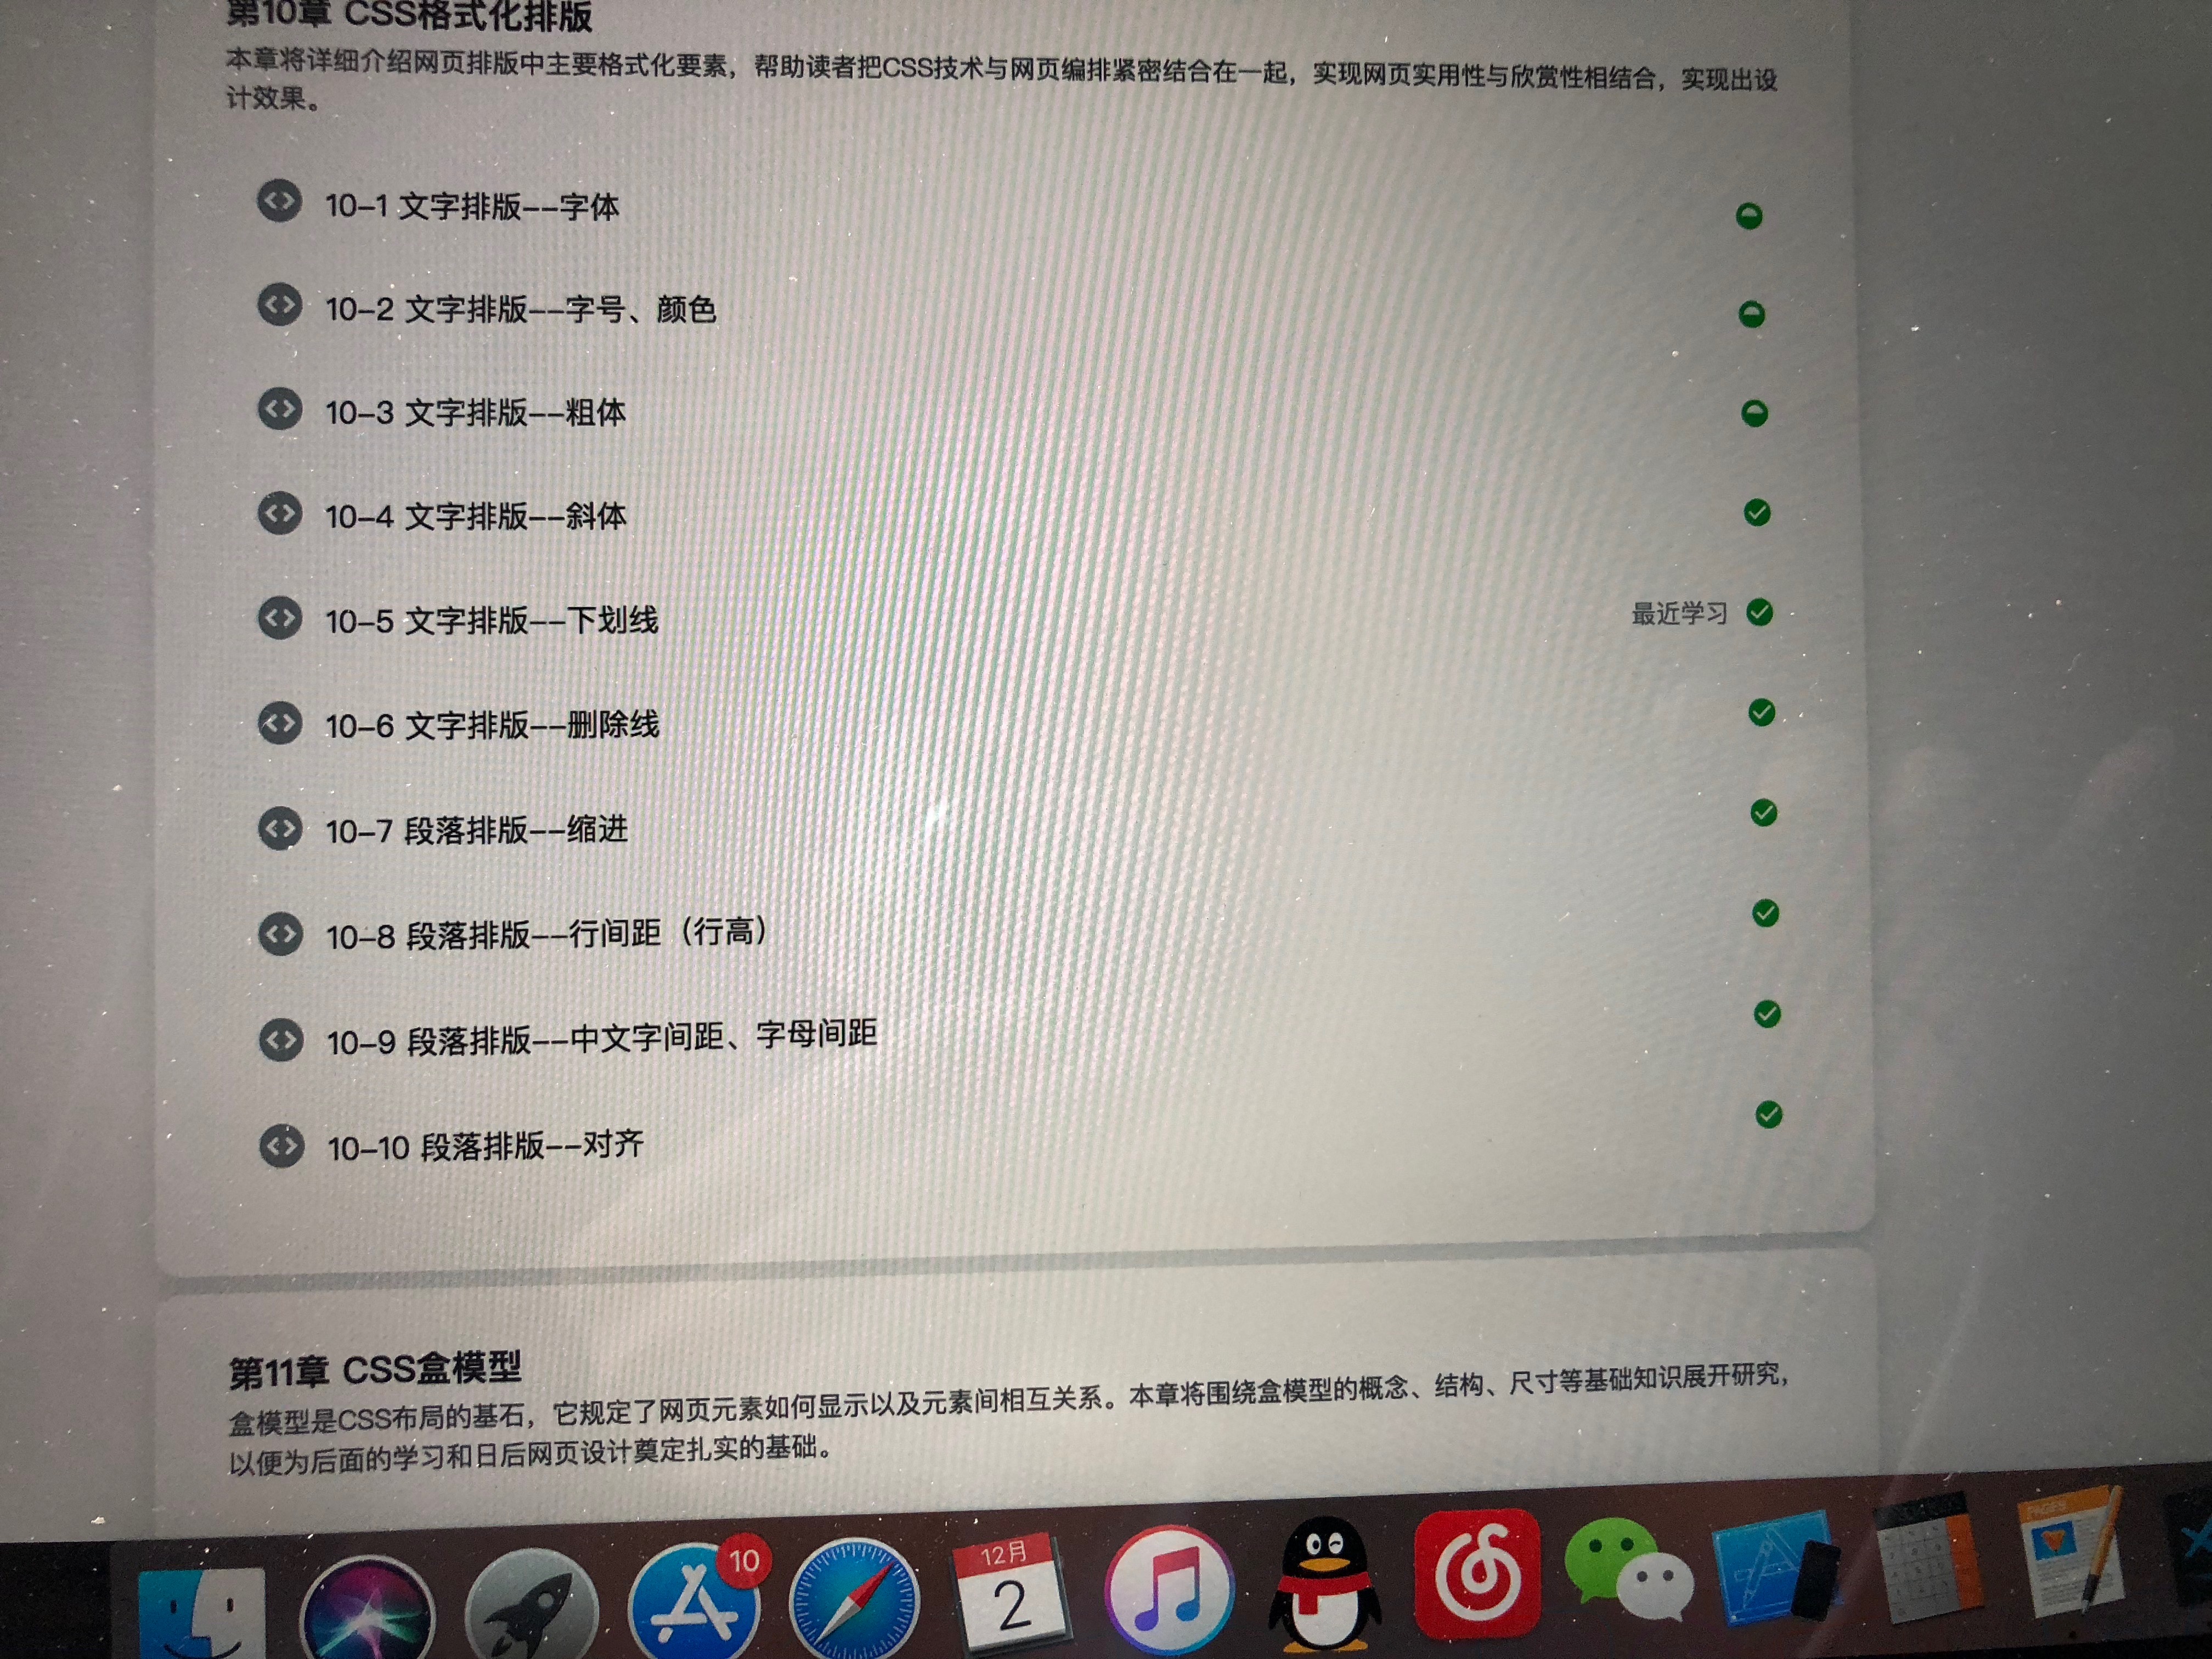 第10章 CSS格式化排版
本章将详细介绍网页排版中主要格式化要素，帮助读者把CSS技术与网页编排紧密结合在一起，实现网页实用性与欣赏性相结合，实现出设
计效果。
10-1 文字排版--字体
10-2 文字排版--字号、颜色
10-3 文字排版--粗体
10-4 文字排版--斜体
10-5 文字排版--下划线
最近学习
10-6 文字排版--删除线
10-7 段落排版--缩进
10-8 段落排版--行间距（行高）
10-9 段落排版--中文字间距、字母间距
10-10 段落排版--对齐
第11章 CSS盒模型
盒模型是CSS布局的基石，它规定了网页元素如何显示以及元素间相互关系。本章将围绕盒模型的概念、结构、尺寸等基础知识展开研究，
以便为后面的学习和日后网页设计奠定扎实的基础。
10
12月
2
PAGES